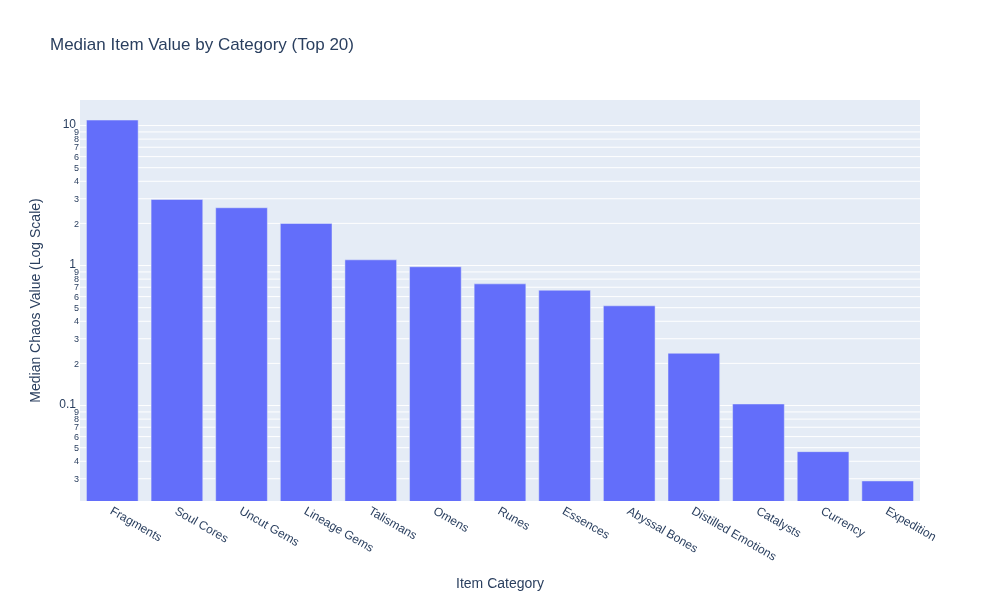 Median Item Value by Category (Top 20)
Median Chaos Value (Log Scale)
10
9
8
7
6
5
4
3
2
1
9
8
7
6
5
4
3
2
0.1
9
8
7
6
5
4
3
Fragments
Soul Cores
Uncut Gems
Lineage Gems
Talismans
Omens
Runes
Essences
Abyssal Bones
Distilled Emotions
Catalysts
Currency
Expedition
Item Category